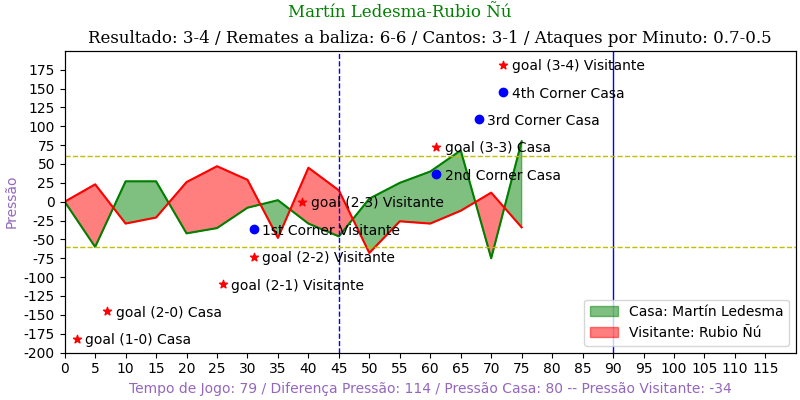 Martín Ledesma-Rubio Ñú
Resultado: 3-4 / Remates a baliza: 6-6 / Cantos: 3-1 / Ataques por Minuto: 0.7-0.5
Pressão
175
150
125
100
75
50
25
0
-25
-50
-75
-100
-125
-150
-175
-200
goal (3-4) Visitante
4th Corner Casa
3rd Corner Casa
goal (3-3) Casa
2nd Corner Casa
goal (2-3) Visitante
1st Corner Visitante
goal (2-2) Visitante
goal (2-1) Visitante
goal (2-0) Casa
goal (1-0) Casa
Casa: Martín Ledesma
Visitante: Rubio Ñú
0 5 10 15 20 25 30 35 40 45 50 55 60 65 70 75 80 85 90 95 100 105 110 115
Tempo de Jogo: 79 / Diferença Pressão: 114 / Pressão Casa: 80 -- Pressão Visitante: -34